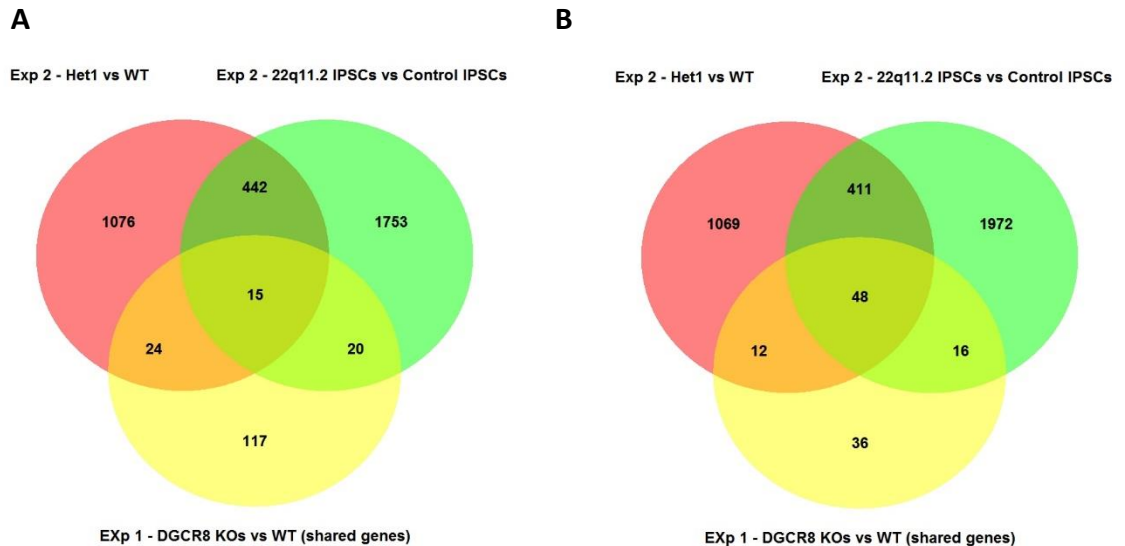 A
Exp 2 - Het1 vs WT
Exp 2 - 22q11.2 IPSCs vs Control IPSCs
442
1076
1753
15
24
20
117
EXp 1 - DGCR8 KOs vs WT (shared genes)
B
Exp 2 - Het1 vs WT
Exp 2 - 22q11.2 IPSCs vs Control IPSCs
411
1069
1972
48
12
16
36
EXp 1 - DGCR8 KOs vs WT (shared genes)